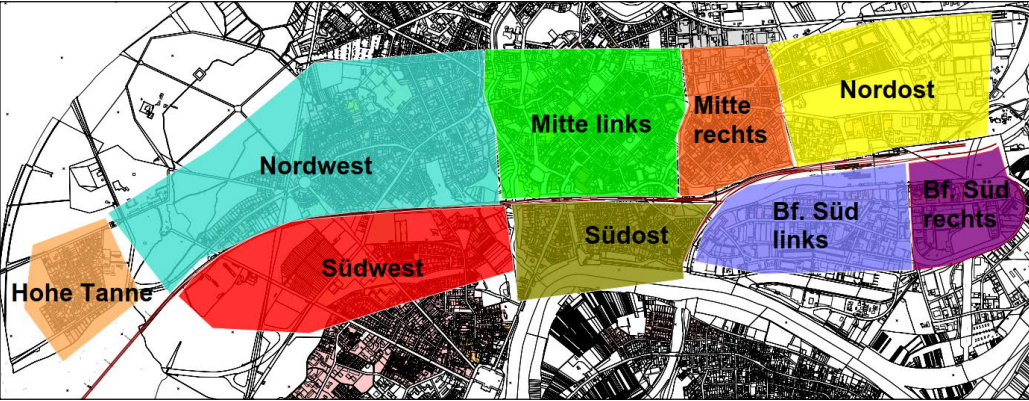 Nordost
Mitte
rechts
Mitte links
Nordwest
Bf. Süd
rechts
Bf. Süd
links
Südost
Südwest
Hohe Tanne